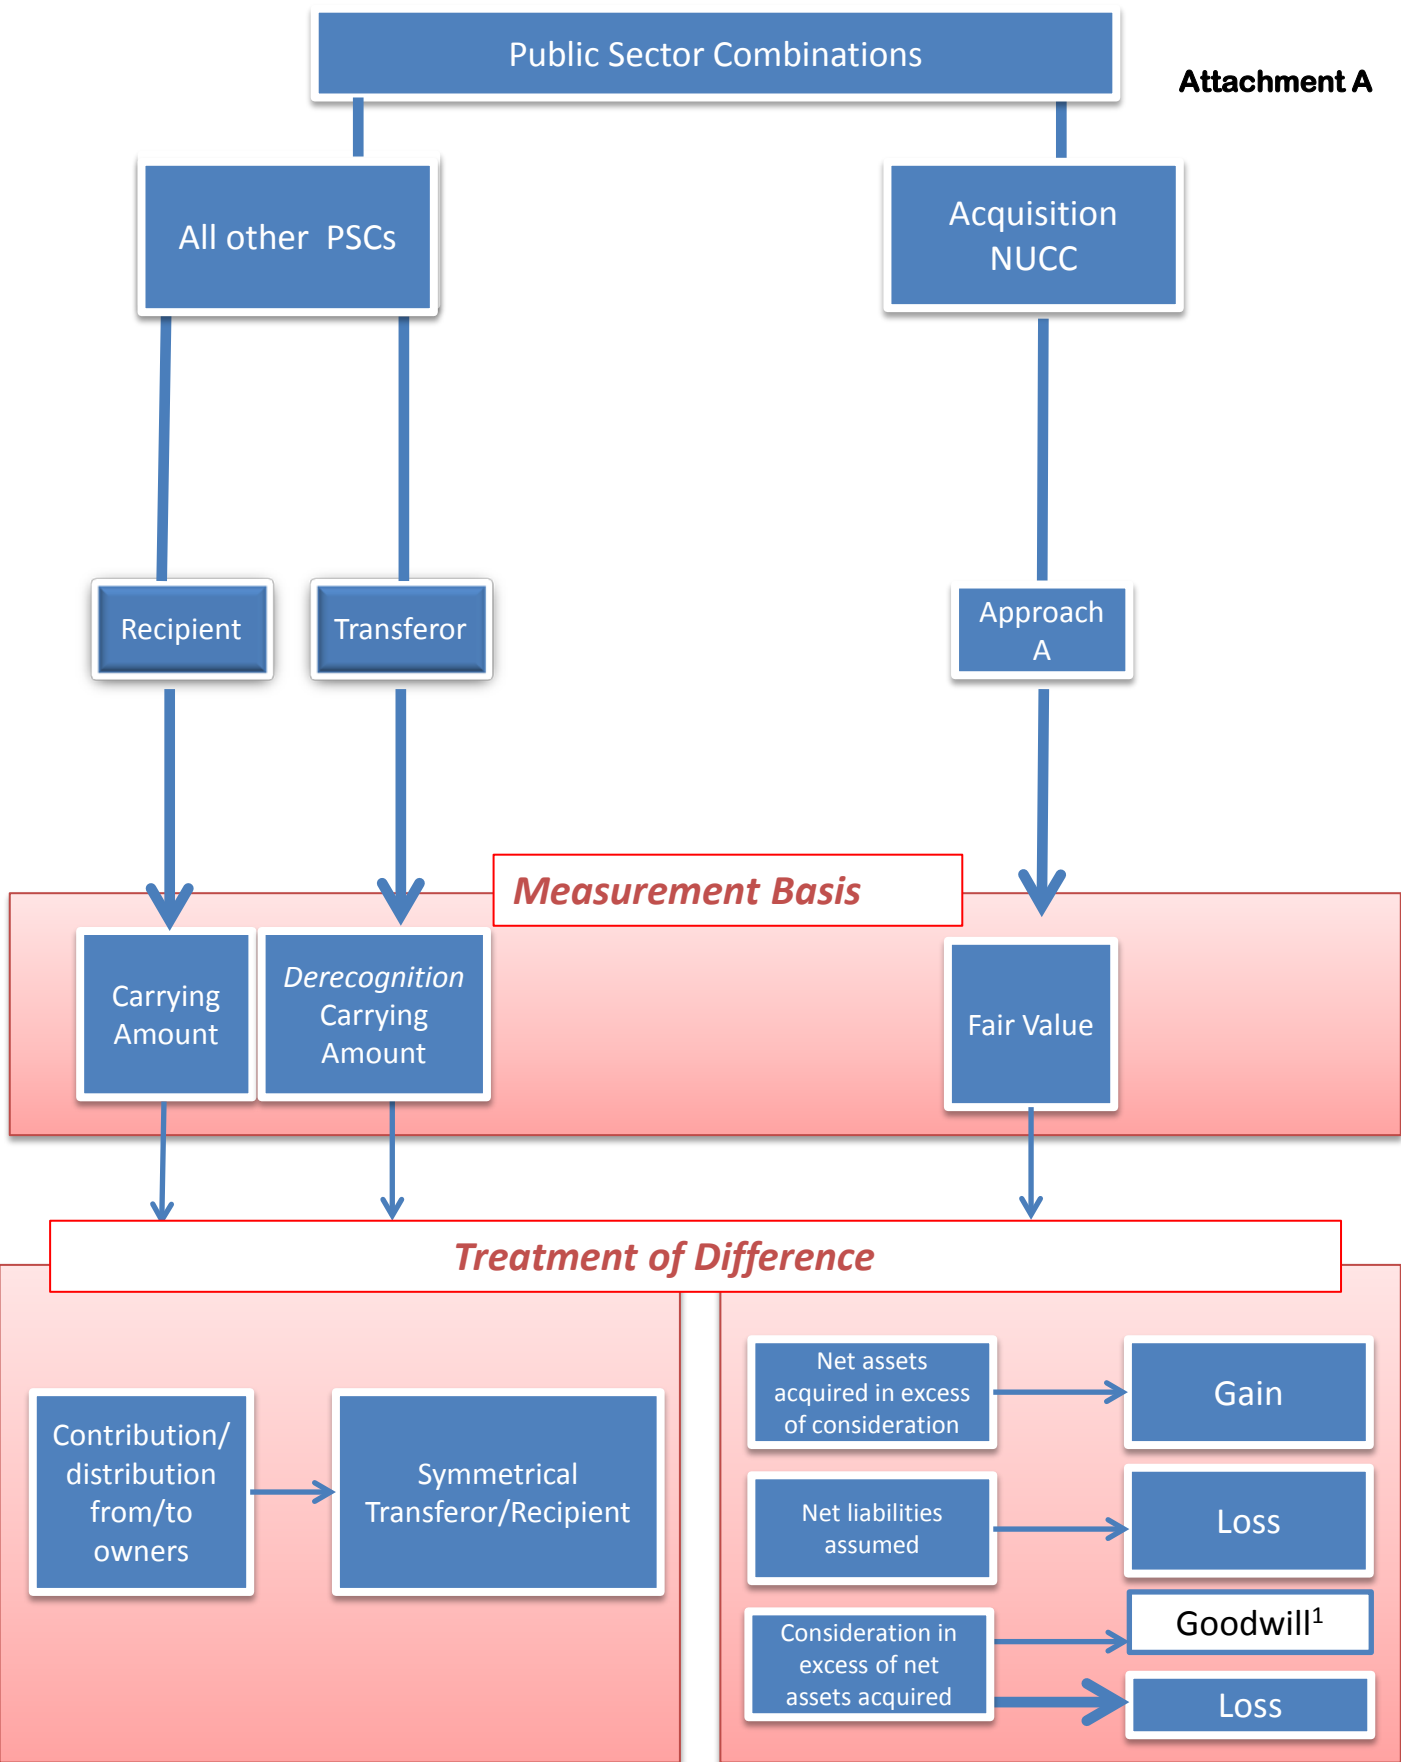 Public Sector Combinations
Attachment A
All other PSCs
Acquisition
NUCC
Recipient
Transferor
Approach
A
Measurement Basis
Carrying
Amount
Derecognition
Carrying
Amount
Fair Value
Treatment of Difference
Contribution/
distribution
from/to
owners
Symmetrical
Transferor/Recipient
Net assets
acquired in excess
of consideration
Gain
Net liabilities
assumed
Loss
Consideration in
excess of net
assets acquired
Goodwill¹
Loss